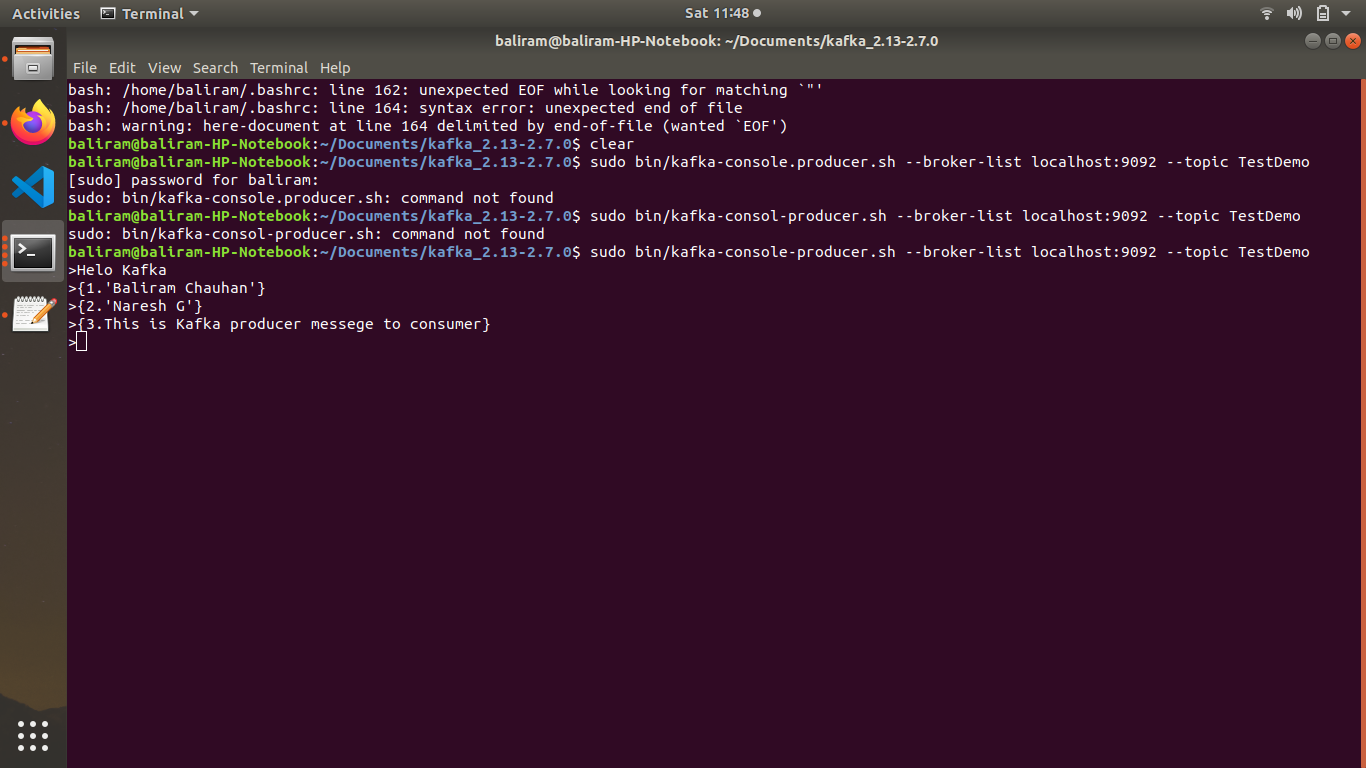 Activities Terminal Sat 11:48
baliram@baliram-HP-Notebook: ~/Documents/kafka_2.13-2.7.0
File Edit View Search Terminal Help
bash: /home/baliram/.bashrc: line 162: unexpected EOF while looking for matching `"'
bash: /home/baliram/.bashrc: line 164: syntax error: unexpected end of file
bash: warning: here-document at line 164 delimited by end-of-file (wanted `EOF')
baliram@baliram-HP-Notebook:~/Documents/kafka_2.13-2.7.0$ clear
baliram@baliram-HP-Notebook:~/Documents/kafka_2.13-2.7.0$ sudo bin/kafka-console.producer.sh --broker-list localhost:9092 --topic TestDemo
[sudo] password for baliram:
sudo: bin/kafka-console.producer.sh: command not found
baliram@baliram-HP-Notebook:~/Documents/kafka_2.13-2.7.0$ sudo bin/kafka-consol-producer.sh --broker-list localhost:9092 --topic TestDemo
sudo: bin/kafka-consol-producer.sh: command not found
baliram@baliram-HP-Notebook:~/Documents/kafka_2.13-2.7.0$ sudo bin/kafka-console-producer.sh --broker-list localhost:9092 --topic TestDemo
>Helo Kafka
>{1.'Baliram Chauhan'}
>{2.'Naresh G'}
>{3.This is Kafka producer messege to consumer}
>